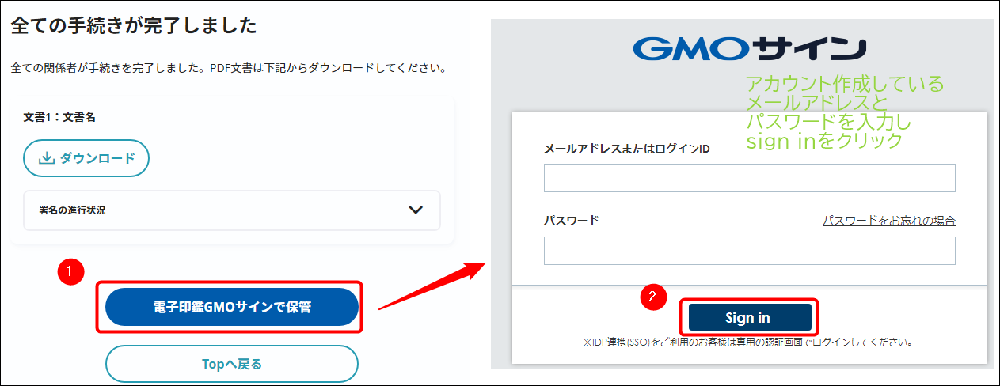 全ての手続きが完了しました
全ての関係者が手続きを完了しました。PDF文書は下記からダウンロードしてください。
文書1：文書名
ダウンロード
署名の進行状況
1
電子印鑑GMOサインで保管
Topへ戻る
GMOサイン
アカウント作成している
メールアドレスと
パスワードを入力し
sign inをクリック
メールアドレスまたはログインID
パスワード
パスワードをお忘れの場合
2
Sign in
※IDP連携(SSO)をご利用のお客様は専用の認証画面でログインしてください。